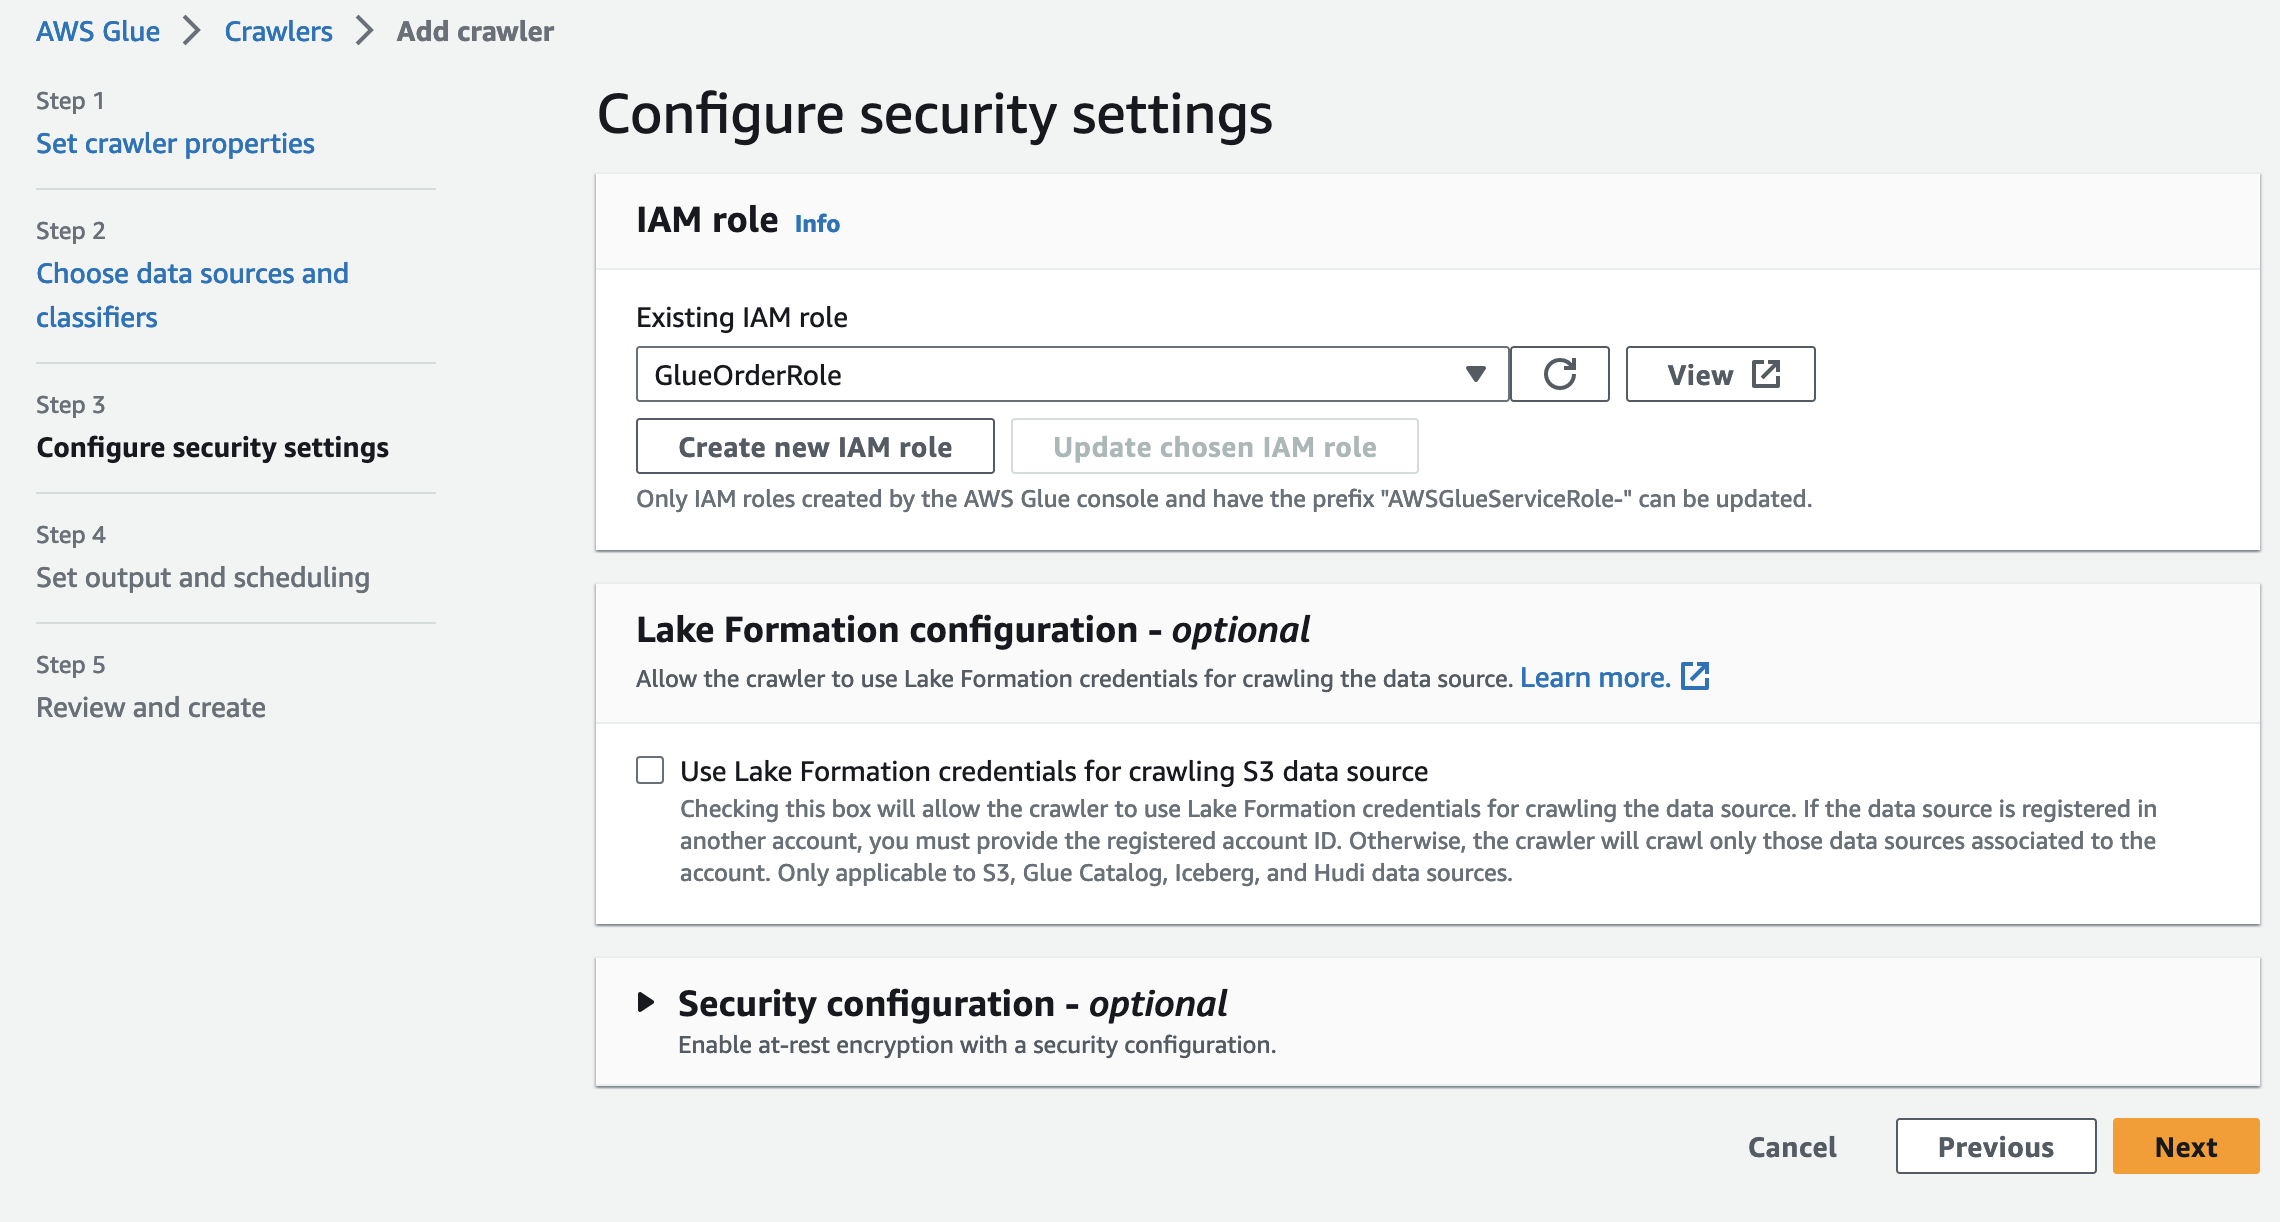 AWS Glue > Crawlers > Add crawler
Step 1
Set crawler properties
Step 2
Choose data sources and
classifiers
Step 3
Configure security settings
Step 4
Set output and scheduling
Step 5
Review and create
Configure security settings
IAM role Info
Existing IAM role
GlueOrderRole
View
Create new IAM role
Update chosen IAM role
Only IAM roles created by the AWS Glue console and have the prefix "AWSGlueServiceRole-" can be updated.
Lake Formation configuration - optional
Allow the crawler to use Lake Formation credentials for crawling the data source. Learn more.
Use Lake Formation credentials for crawling S3 data source
Checking this box will allow the crawler to use Lake Formation credentials for crawling the data source. If the data source is registered in
another account, you must provide the registered account ID. Otherwise, the crawler will crawl only those data sources associated to the
account. Only applicable to S3, Glue Catalog, Iceberg, and Hudi data sources.
Security configuration - optional
Enable at-rest encryption with a security configuration.
Cancel
Previous
Next